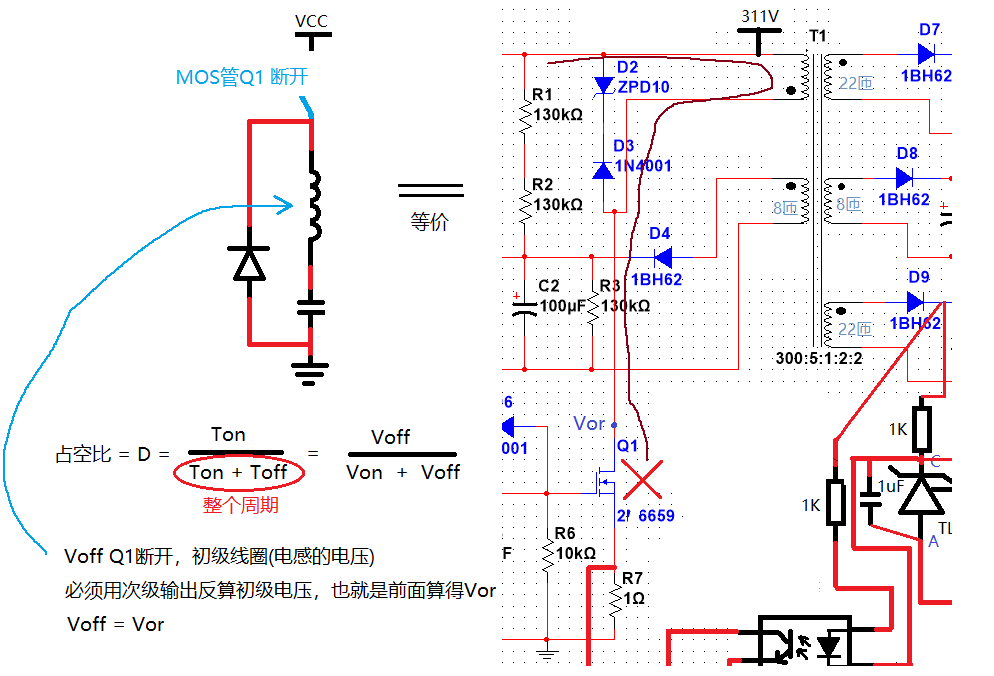 VCC
MOS管Q1 断开
等价
占空比 = D = Ton / Ton + Toff = Voff / Von + Voff
整个周期
Voff Q1断开，初级线圈(电感的电压)
必须用次级输出反算初级电压，也就是前面算得Vor
Voff = Vor
311V
T1
D7
1BH62
22匝
D2
ZPD10
R1
130kΩ
D3
1N4001
R2
130kΩ
D8
1BH62
8匝
8匝
D4
1BH62
C2
100µF
R3
130kΩ
D9
1BH62
22匝
300:5:1:2:2
6
001
Vor
Q1
2N 6659
1K
C
1uF
1K
TL
A
F
R6
10kΩ
R7
1Ω